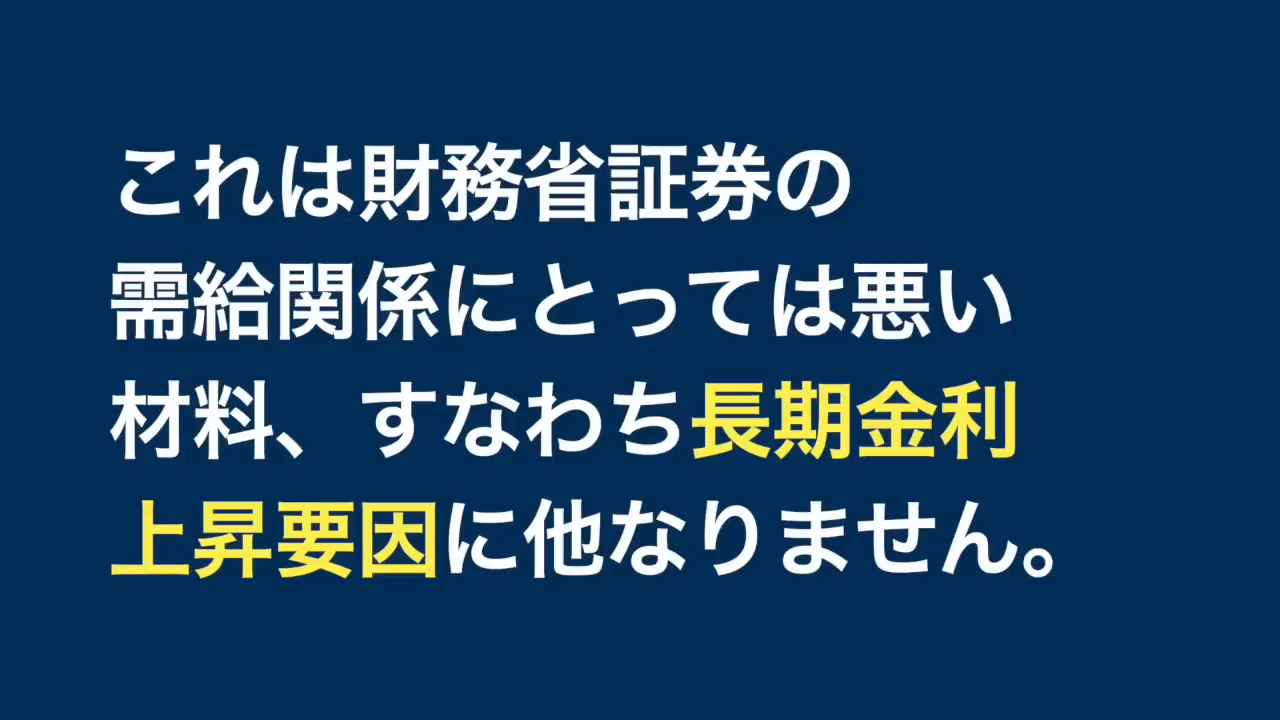 これは財務省証券の
需給関係にとっては悪い
材料、すなわち長期金利
上昇要因に他なりません。